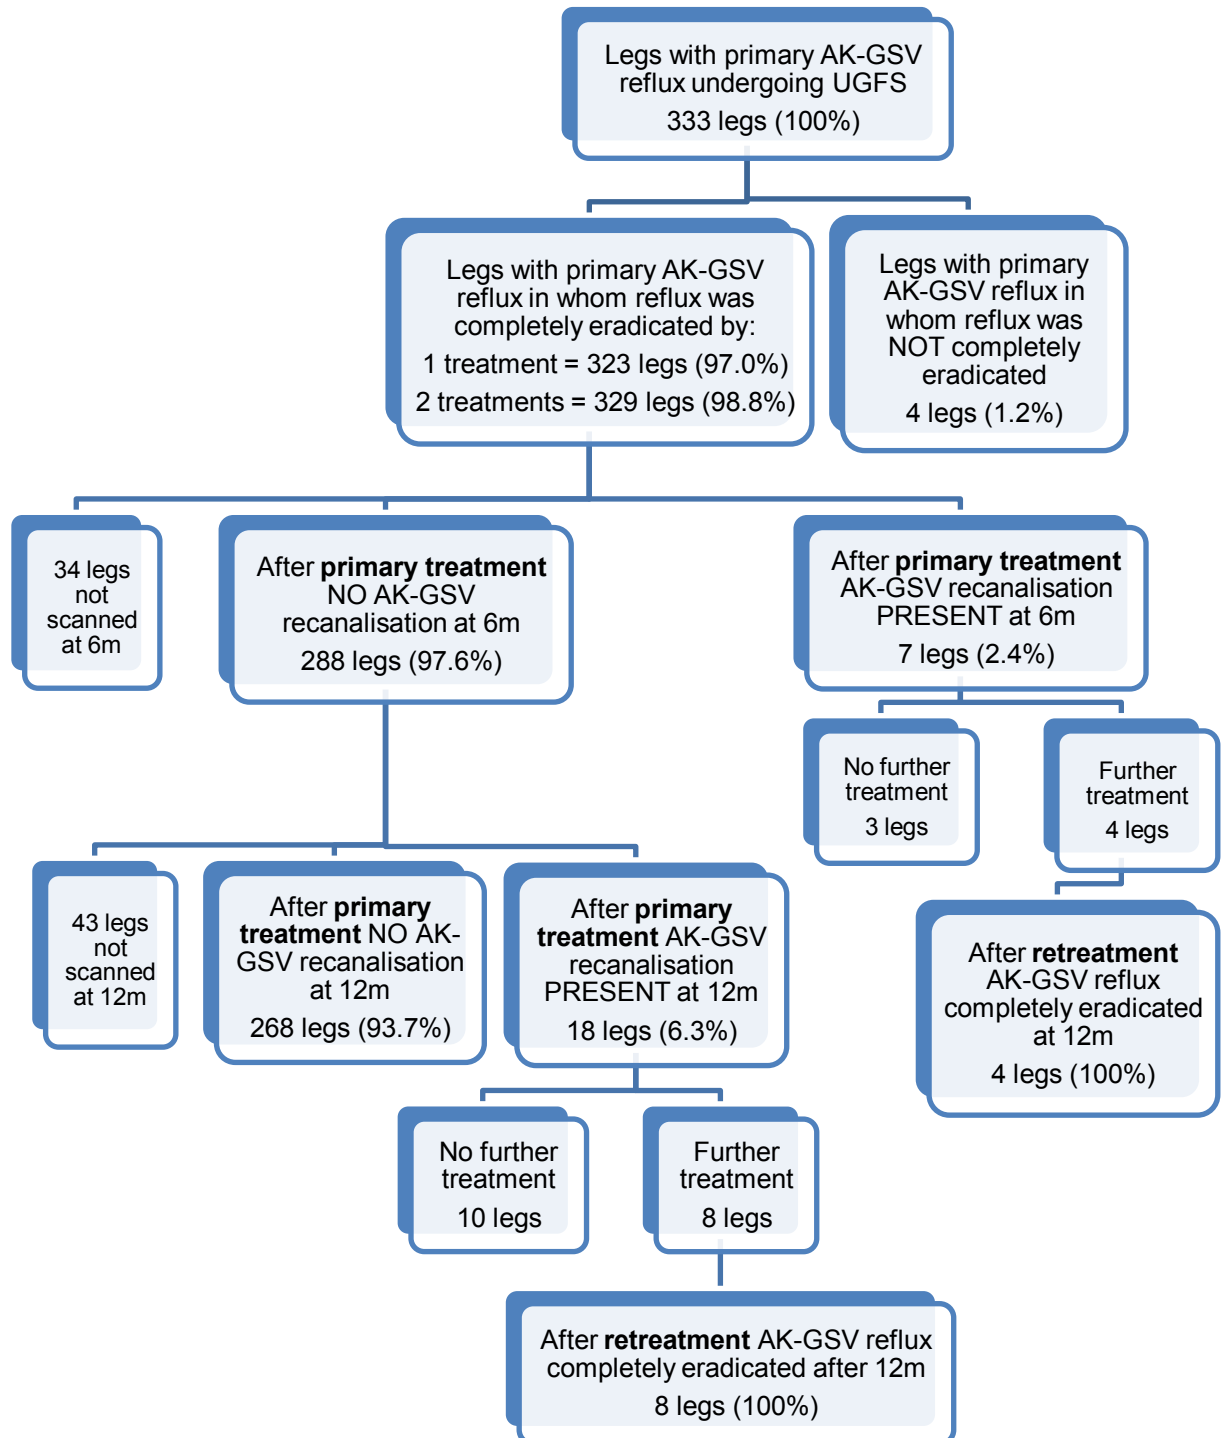 Legs with primary AK-GSV
reflux undergoing UGFS
333 legs (100%)
Legs with primary AK-GSV
reflux in whom reflux was
completely eradicated by:
1 treatment = 323 legs (97.0%)
2 treatments = 329 legs (98.8%)
Legs with primary
AK-GSV reflux in
whom reflux was
NOT completely
eradicated
4 legs (1.2%)
34 legs
not
scanned
at 6m
After primary treatment
NO AK-GSV
recanalisation at 6m
288 legs (97.6%)
After primary treatment
AK-GSV recanalisation
PRESENT at 6m
7 legs (2.4%)
No further
treatment
3 legs
Further
treatment
4 legs
43 legs
not
scanned
at 12m
After primary
treatment NO AK-
GSV recanalisation
at 12m
268 legs (93.7%)
After primary
treatment AK-GSV
recanalisation
PRESENT at 12m
18 legs (6.3%)
After retreatment
AK-GSV reflux
completely eradicated
at 12m
4 legs (100%)
No further
treatment
10 legs
Further
treatment
8 legs
After retreatment AK-GSV reflux
completely eradicated after 12m
8 legs (100%)